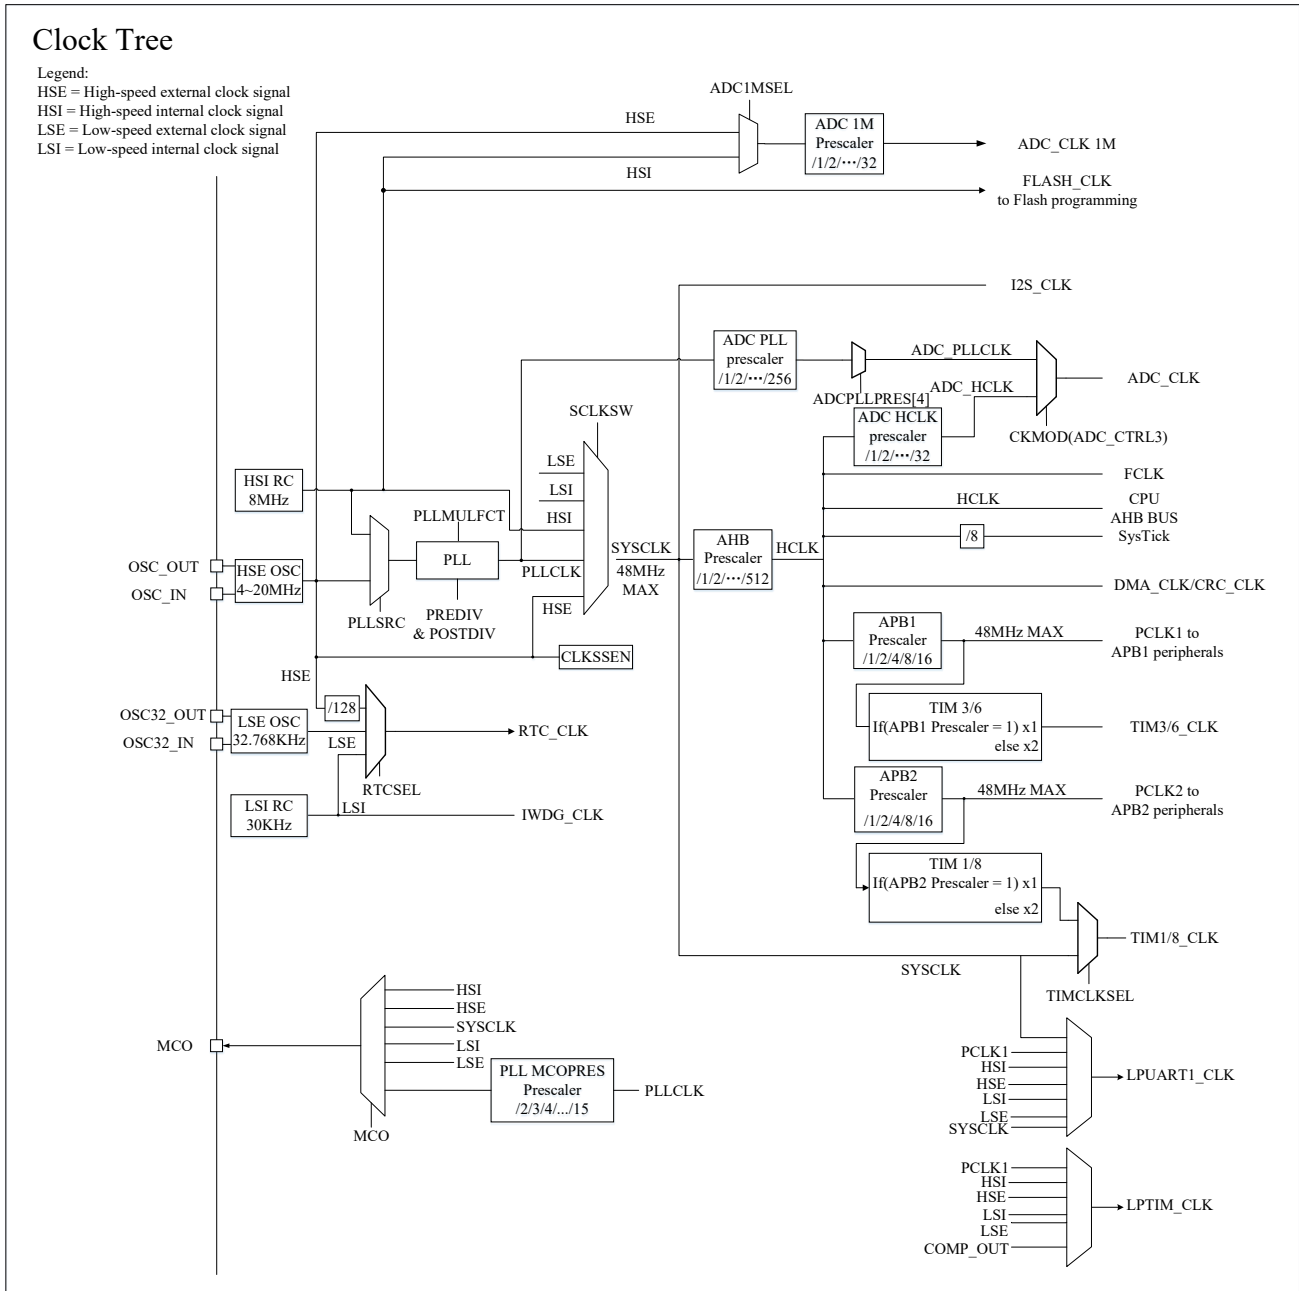 Clock Tree
Legend:
HSE = High-speed external clock signal
HSI = High-speed internal clock signal
LSE = Low-speed external clock signal
LSI = Low-speed internal clock signal
ADC1MSEL
HSE
ADC 1M
Prescaler
/1/2/···/32
ADC_CLK 1M
HSI
FLASH_CLK
to Flash programming
I2S_CLK
ADC PLL
prescaler
/1/2/···/256
ADC_PLLCLK
ADCPLLPRES[4]
ADC_HCLK
ADC_CLK
ADC HCLK
prescaler
/1/2/···/32
CKMOD(ADC_CTRL3)
SCLKSW
LSE
LSI
HSI
PLLCLK
HSE
HSI RC
8MHz
PLLMULFCT
PLL
PREDIV
& POSTDIV
PLLSRC
OSC_OUT
OSC_IN
HSE OSC
4~20MHz
SYSCLK
48MHz
MAX
AHB
Prescaler
/1/2/···/512
HCLK
FCLK
HCLK
CPU
AHB BUS
/8
SysTick
DMA_CLK/CRC_CLK
CLKSSEN
APB1
Prescaler
/1/2/4/8/16
48MHz MAX
PCLK1 to
APB1 peripherals
HSE
/128
OSC32_OUT
OSC32_IN
LSE OSC
32.768KHz
LSE
RTC_CLK
RTCSEL
TIM 3/6
If(APB1 Prescaler = 1) x1
else x2
TIM3/6_CLK
LSI RC
30KHz
LSI
IWDG_CLK
APB2
Prescaler
/1/2/4/8/16
48MHz MAX
PCLK2 to
APB2 peripherals
TIM 1/8
If(APB2 Prescaler = 1) x1
else x2
TIM1/8_CLK
SYSCLK
TIMCLKSEL
MCO
HSI
HSE
SYSCLK
LSI
LSE
PLL MCOPRES
Prescaler
/2/3/4/.../15
PLLCLK
MCO
PCLK1
HSI
HSE
LSI
LSE
SYSCLK
LPUART1_CLK
PCLK1
HSI
HSE
LSI
LSE
COMP_OUT
LPTIM_CLK